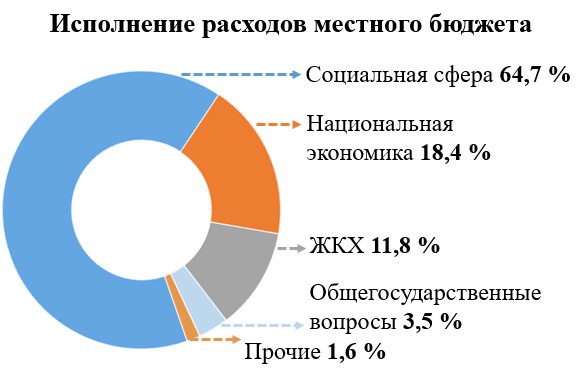 Исполнение расходов местного бюджета
Социальная сфера 64,7 %
Национальная
экономика 18,4 %
ЖКХ 11,8 %
Общегосударственные
вопросы 3,5 %
Прочие 1,6 %